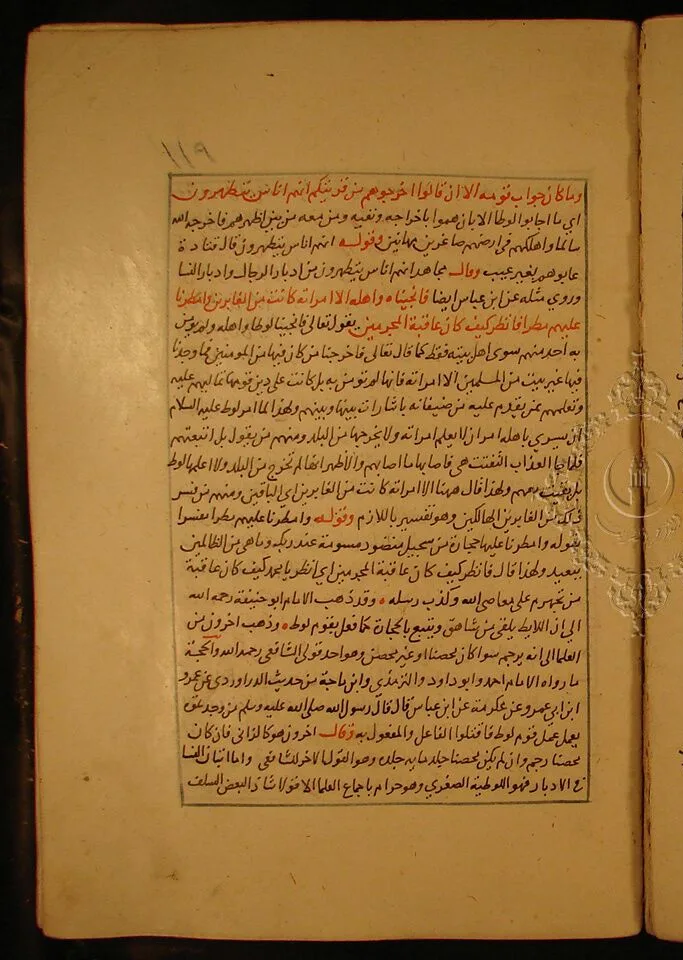 ١١٩
وما كان جواب قومه الا ان قالوا اخرجوهم من قريتكم انهم اناس يتطهرون
اي ما اجابوا لوطا الا بان هموا باخراجه ونفيه ومن معه من بين اظهرهم فاخرجه الله
سالما واهلكهم في ارضهم صاغرين مهانين وقوله انهم اناس يتطهرون قال قتادة
عابوهم بغير عيب وقال مجاهد انهم اناس يتطهرون من ادبار الرجال وادبار النسا
وروي مثله عن ابن عباس ايضا فانجيناه واهله الا امراته كانت من الغابرين وامطرنا
عليهم مطرا فانظر كيف كان عاقبة المجرمين يقول تعالى فانجينا لوطا واهله ولم يومن
به احد منهم سوى اهل بيته فقط كما قال تعالى فاخرجنا من كان فيها من المومنين فما وجدنا
فيها غير بيت من المسلمين الا امراته فانها لم تومن به بل كانت على دين قومها تماليهم عليه
وتعلمهم بمن يقدم عليه من ضيفانه باشارات بينها وبينهم ولهذا لما امر لوط عليه السلام
ان يسري باهله امر ان لا يعلم امراته ولا يخرجها من البلد ومنهم من يقول بل اتبعتهم
فلما جا العذاب التفتت هي فاصابها ما اصابهم والاظهر انها لم تخرج من البلد ولا اعلمها لوط
بل بقيت معهم ولهذا قال ههنا الا امراته كانت من الغابرين اي الباقين ومنهم من فسر
ذلك من الغابرين الهالكين وهو تفسير باللازم وقوله وامطرنا عليهم مطرا مفسرا
بقوله وامطرنا عليها حجارة من سجيل منضود مسومة عند ربك وما هي من الظالمين
ببعيد ولهذا قال فانظر كيف كان عاقبة المجرمين اي انظر يا محمد كيف كان عاقبة
من تجهرم على معاصي الله وكذب رسله وقد ذهب الامام ابو حنيفة رحمه الله
الى ان اللايط يلقى من شاهق ويتبع بالحجارة كما فعل بقوم لوط وذهب اخرون من
العلما الى انه يرجم سوا كان محصنا او غير محصن وهو احد قولي الشافعي رحمه الله والحجة
ما رواه الامام احمد وابو داود والترمذي وابن ماجة من حديث الدراوردي عن عمرو
ابن ابي عمرو عن عكرمة عن ابن عباس قال قال رسول الله صلى الله عليه وسلم من وجدتموه
يعمل عمل قوم لوط فاقتلوا الفاعل والمفعول به وقال اخرون هو كالزاني فان كان
محصنا رجم وان لم يكن محصنا جلد مايه جلده وهو القول الاخر للشافعي واما اتيان النسا
في الادبار فهو اللوطية الصغرى وهو حرام باجماع العلما الا قولا شاذا لبعض السلف